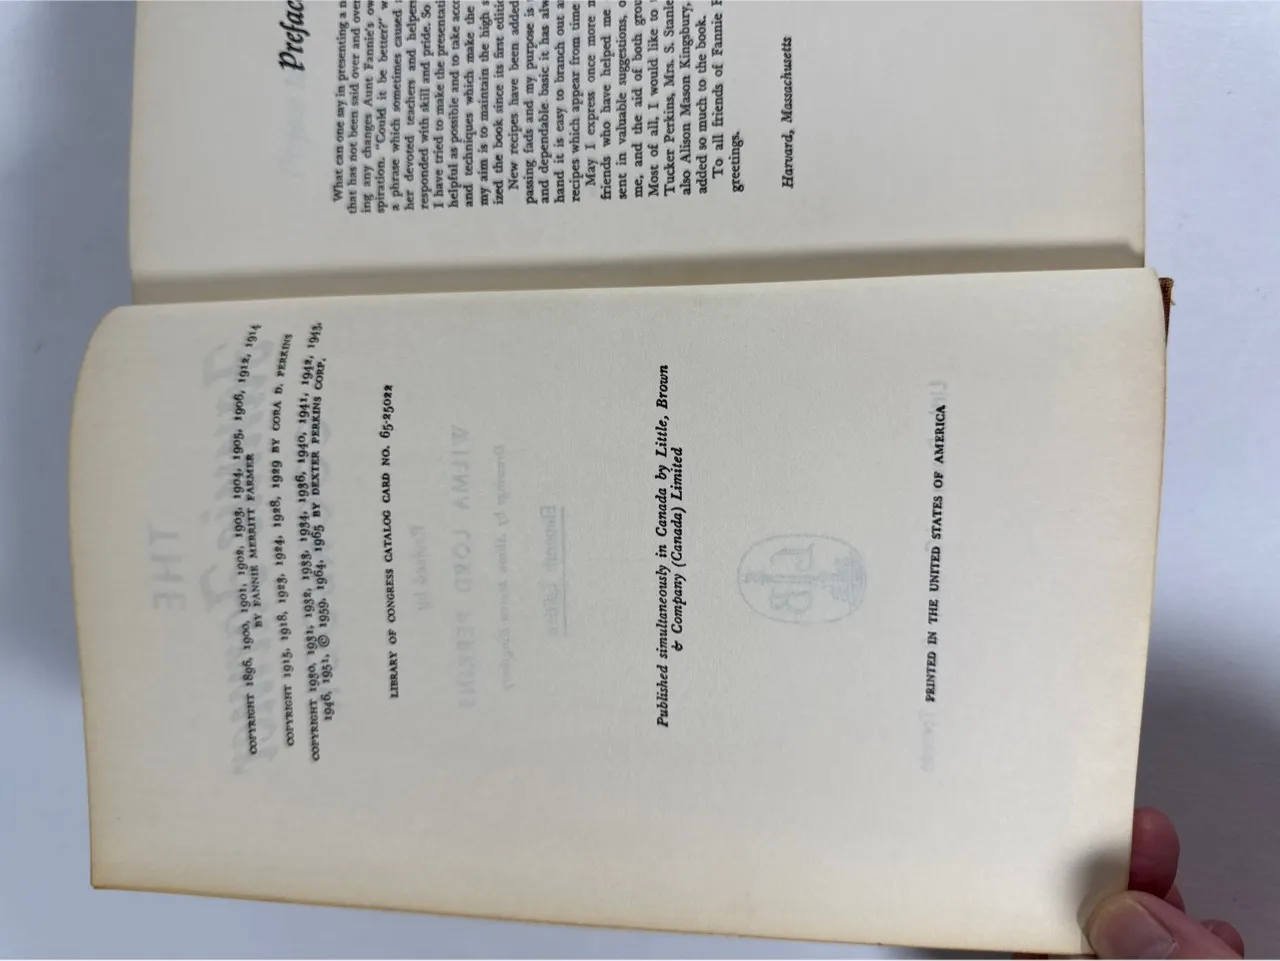 COPYRIGHT 1896, 1900, 1901, 1902, 1903, 1904, 1905, 1906, 1912, 1914
BY FANNIE MERRITT FARMER
COPYRIGHT 1915, 1918, 1923, 1924, 1928, 1929 BY CORA D. PERKINS
COPYRIGHT 1930, 1931, 1932, 1933, 1934, 1936, 1940, 1941, 1942, 1943,
1946, 1951, © 1959, 1964, 1965 BY DEXTER PERKINS CORP.
LIBRARY OF CONGRESS CATALOG CARD NO. 65-25022
Published simultaneously in Canada by Little, Brown
& Company (Canada) Limited
PRINTED IN THE UNITED STATES OF AMERICA
Prefac
What can one say in presenting a n
that has not been said over and over
ing any changes Aunt Fannie's ow
spiration. "Could it be better?" w
a phrase which sometimes caused
her devoted teachers and helpers
responded with skill and pride. So
I have tried to make the presentati
helpful as possible and to take acco
and techniques which make the
my aim is to maintain the high s
ized the book since its first editio
New recipes have been added
passing fads and my purpose is
and dependable. basic it has alw
hand it is easy to branch out a
recipes which appear from time
May I express once more m
friends who have helped me
sent in valuable suggestions, o
me, and the aid of both grou
Most of all, I would like to
Tucker Perkins, Mrs. S. Stanle
also Alison Mason Kingsbury,
added so much to the book.
To all friends of Fannie F
greetings.
Harvard, Massachusetts